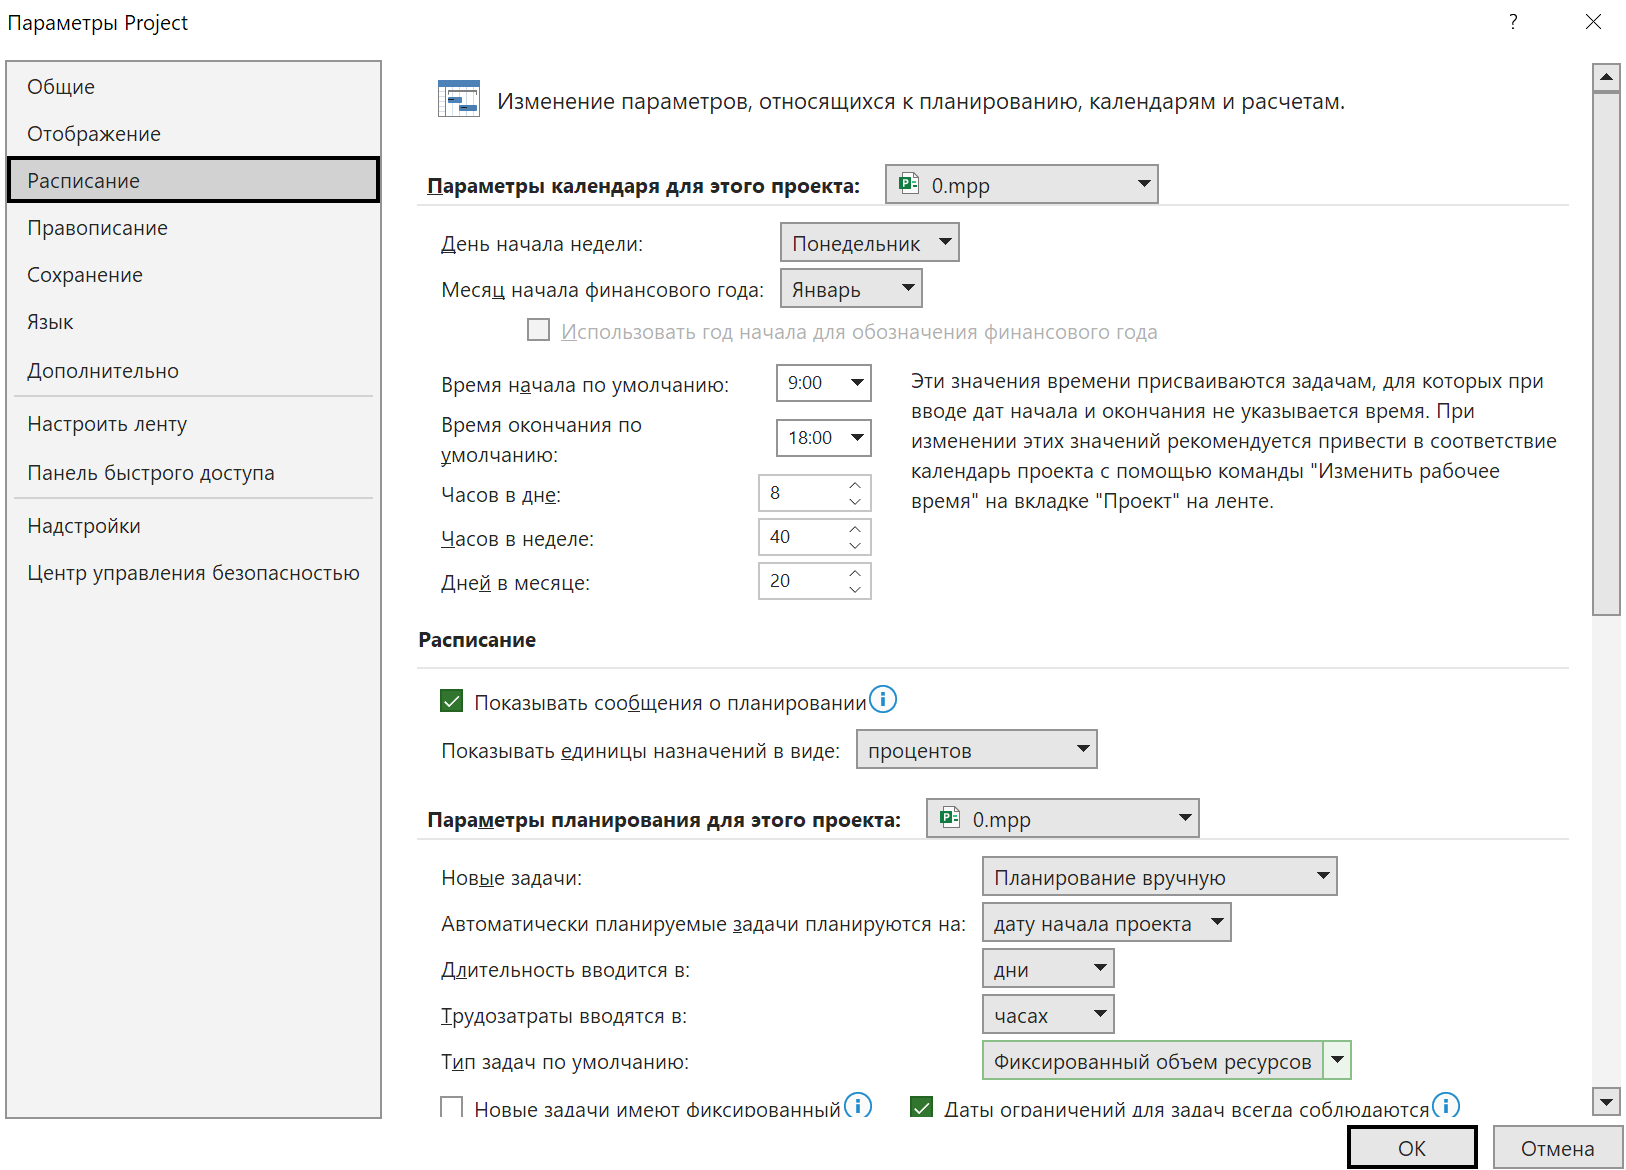 Параметры Project
?
Общие
Отображение
Расписание
Правописание
Сохранение
Язык
Дополнительно
Настроить ленту
Панель быстрого доступа
Надстройки
Центр управления безопасностью
Изменение параметров, относящихся к планированию, календарям и расчетам.
Параметры календаря для этого проекта: 0.mpp
День начала недели: Понедельник
Месяц начала финансового года: Январь
Использовать год начала для обозначения финансового года
Время начала по умолчанию: 9:00
Время окончания по
умолчанию: 18:00
Часов в дне: 8
Часов в неделе: 40
Дней в месяце: 20
Эти значения времени присваиваются задачам, для которых при
вводе дат начала и окончания не указывается время. При
изменении этих значений рекомендуется привести в соответствие
календарь проекта с помощью команды "Изменить рабочее
время" на вкладке "Проект" на ленте.
Расписание
Показывать сообщения о планировании
Показывать единицы назначений в виде: процентов
Параметры планирования для этого проекта: 0.mpp
Новые задачи: Планирование вручную
Автоматически планируемые задачи планируются на: дату начала проекта
Длительность вводится в: дни
Трудозатраты вводятся в: часах
Тип задач по умолчанию: Фиксированный объем ресурсов
Новые задачи имеют фиксированный Даты ограничений для задач всегда соблюдаются
ОК Отмена